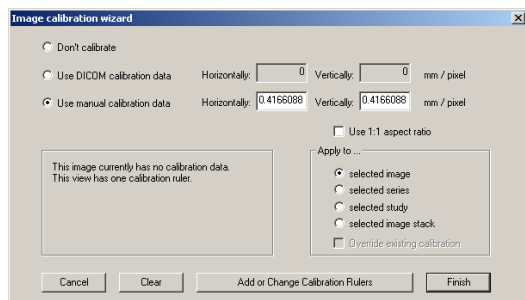 Image calibration wizard
Don't calibrate
Use DICOM calibration data Horizontally: 0 Vertically: 0 mm / pixel
Use manual calibration data Horizontally: 0.4166088 Vertically: 0.4166088 mm / pixel
Use 1:1 aspect ratio
This image currently has no calibration data.
This view has one calibration ruler.
Apply to ...
selected image
selected series
selected study
selected image stack
Override existing calibration
Cancel Clear Add or Change Calibration Rulers Finish